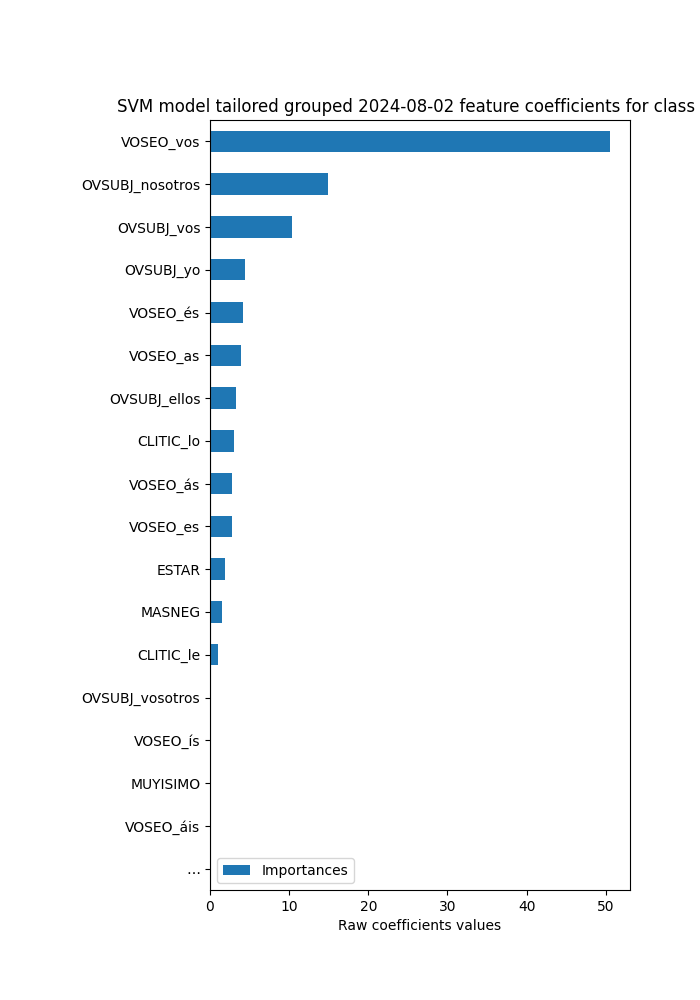 SVM model tailored grouped 2024-08-02 feature coefficients for class
VOSEO_vos
OVSUBJ_nosotros
OVSUBJ_vos
OVSUBJ_yo
VOSEO_és
VOSEO_as
OVSUBJ_ellos
CLITIC_lo
VOSEO_ás
VOSEO_es
ESTAR
MASNEG
CLITIC_le
OVSUBJ_vosotros
VOSEO_ís
MUYISIMO
VOSEO_áis
...
Importances
0 10 20 30 40 50
Raw coefficients values